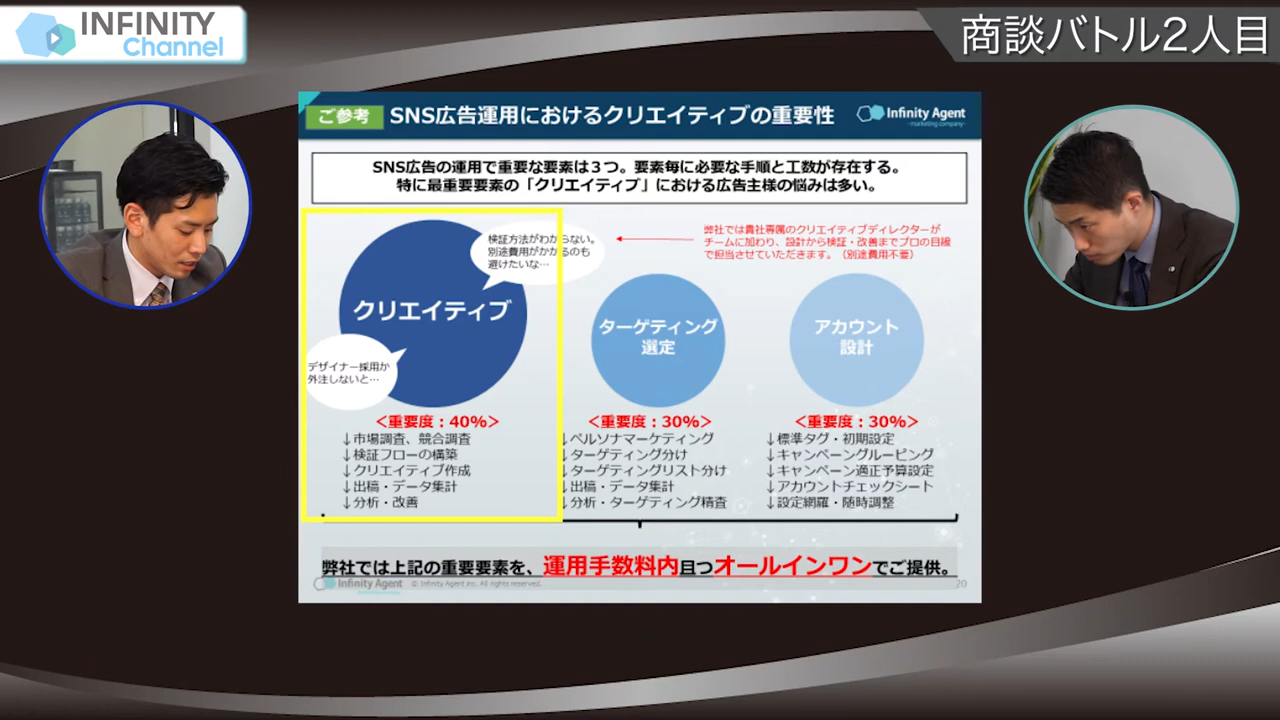 INFINITY
Channel
商談バトル2人目
ご参考
SNS広告運用におけるクリエイティブの重要性
Infinity Agent
-marketing company-
SNS広告の運用で重要な要素は3つ。要素毎に必要な手順と工数が存在する。
特に最重要要素の「クリエイティブ」における広告主様の悩みは多い。
検証方法がわからない。
別途費用がかかるのも
避けたいな…
弊社では貴社専属のクリエイティブディレクターが
チームに加わり、設計から検証・改善までプロの目線
で担当させていただきます。(別途費用不要)
クリエイティブ
ターゲティング
選定
アカウント
設計
デザイナー採用か
外注しないと…
＜重要度：40%＞
↓市場調査、競合調査
↓検証フローの構築
↓クリエイティブ作成
↓出稿・データ集計
↓分析・改善
＜重要度：30%＞
↓ペルソナマーケティング
↓ターゲティング分け
↓ターゲティングリスト分け
↓出稿・データ集計
↓分析・ターゲティング精査
＜重要度：30%＞
↓標準タグ・初期設定
↓キャンペーングルーピング
↓キャンペーン適正予算設定
↓アカウントチェックシート
↓設定網羅・随時調整
弊社では上記の重要要素を、運用手数料内且つオールインワンでご提供。
Infinity Agent
© Infinity Agent Inc. All rights reserved.
20